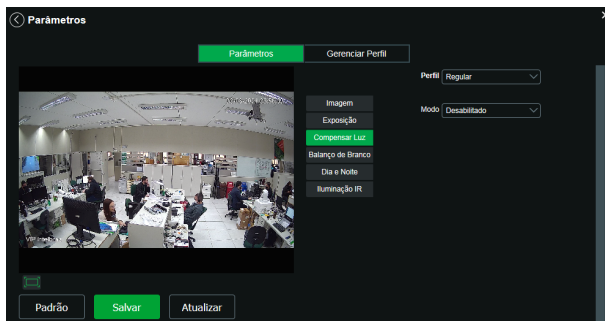 Parâmetros
Parâmetros
Gerenciar Perfil
Perfil
Regular
Modo
Desabilitado
Imagem
Exposição
Compensar Luz
Balanço de Branco
Dia e Noite
Iluminação IR
Padrão
Salvar
Atualizar